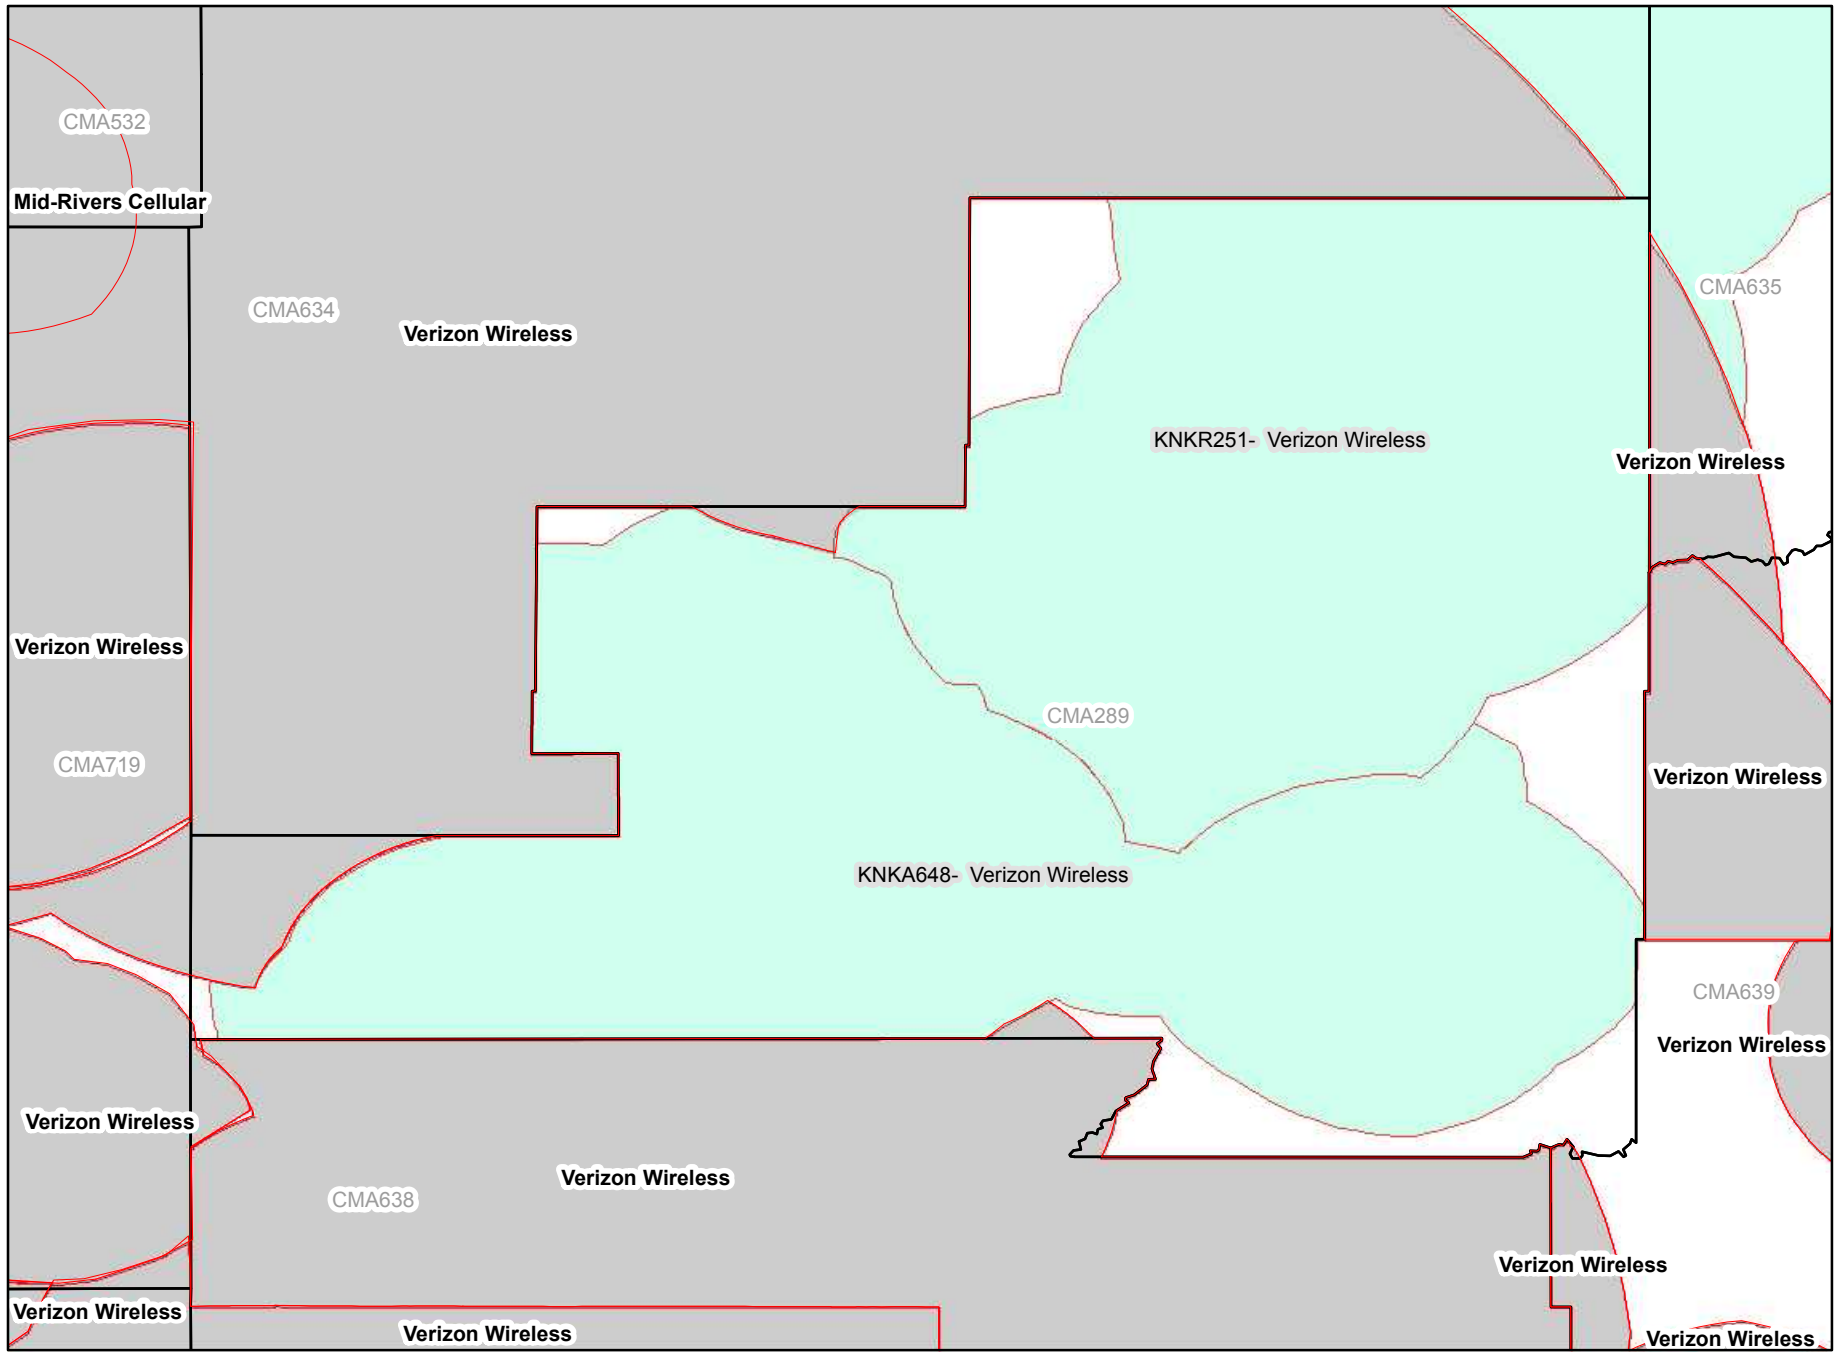 CMA532
Mid-Rivers Cellular
CMA634
Verizon Wireless
CMA635
KNKR251- Verizon Wireless
Verizon Wireless
Verizon Wireless
CMA289
CMA719
Verizon Wireless
KNKA648- Verizon Wireless
CMA639
Verizon Wireless
Verizon Wireless
Verizon Wireless
CMA638
Verizon Wireless
Verizon Wireless
Verizon Wireless
Verizon Wireless